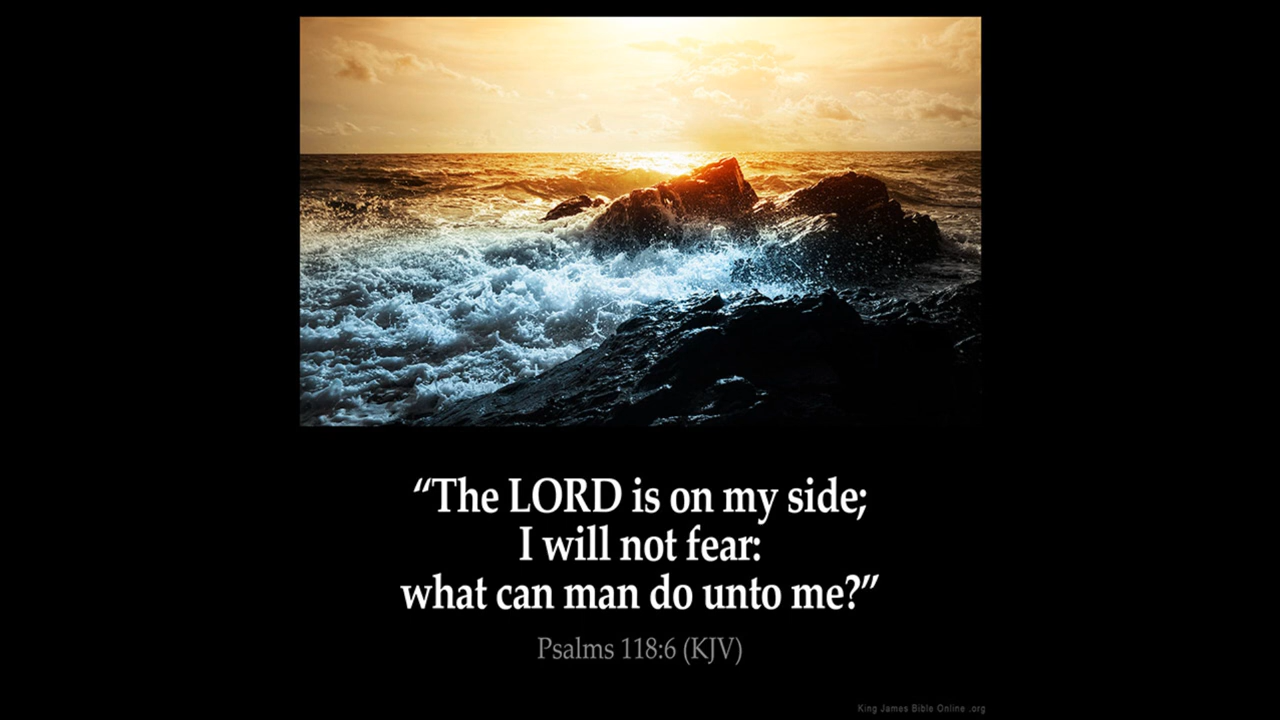 “The LORD is on my side;
I will not fear:
what can man do unto me?”
Psalms 118:6 (KJV)
King James Bible Online .org